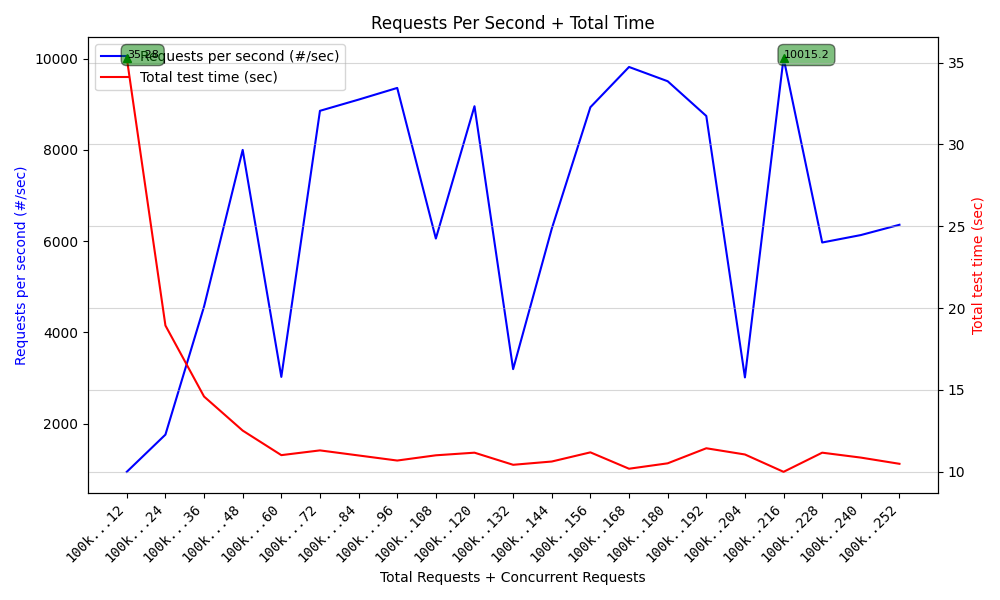 Requests Per Second + Total Time
Requests per second (#/sec)
Total test time (sec)
35.28
10015.2
10000
8000
6000
4000
2000
Requests per second (#/sec)
35
30
25
20
15
10
Total test time (sec)
100k...12
100k...24
100k...36
100k...48
100k...60
100k...72
100k...84
100k...96
100k..108
100k..120
100k..132
100k..144
100k..156
100k..168
100k..180
100k..192
100k..204
100k..216
100k..228
100k..240
100k..252
Total Requests + Concurrent Requests